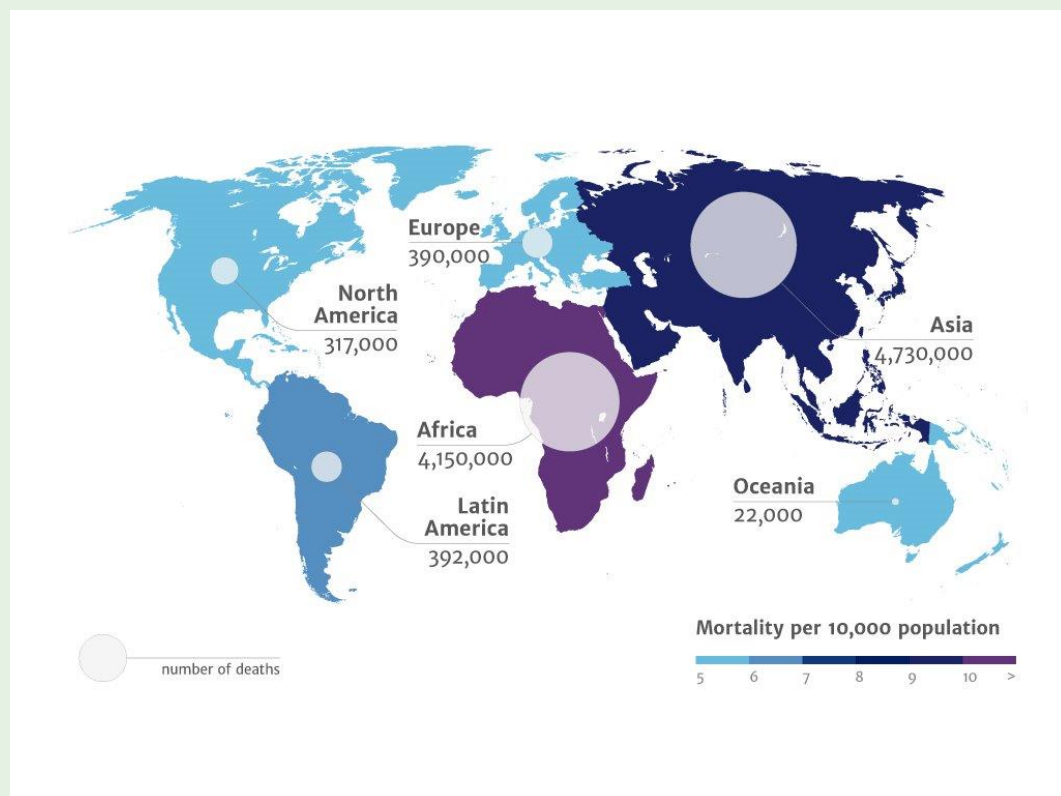 Europe
390,000
North
America
317,000
Asia
4,730,000
Africa
4,150,000
Latin
America
392,000
Oceania
22,000
number of deaths
Mortality per 10,000 population
5 6 7 8 9 10 >